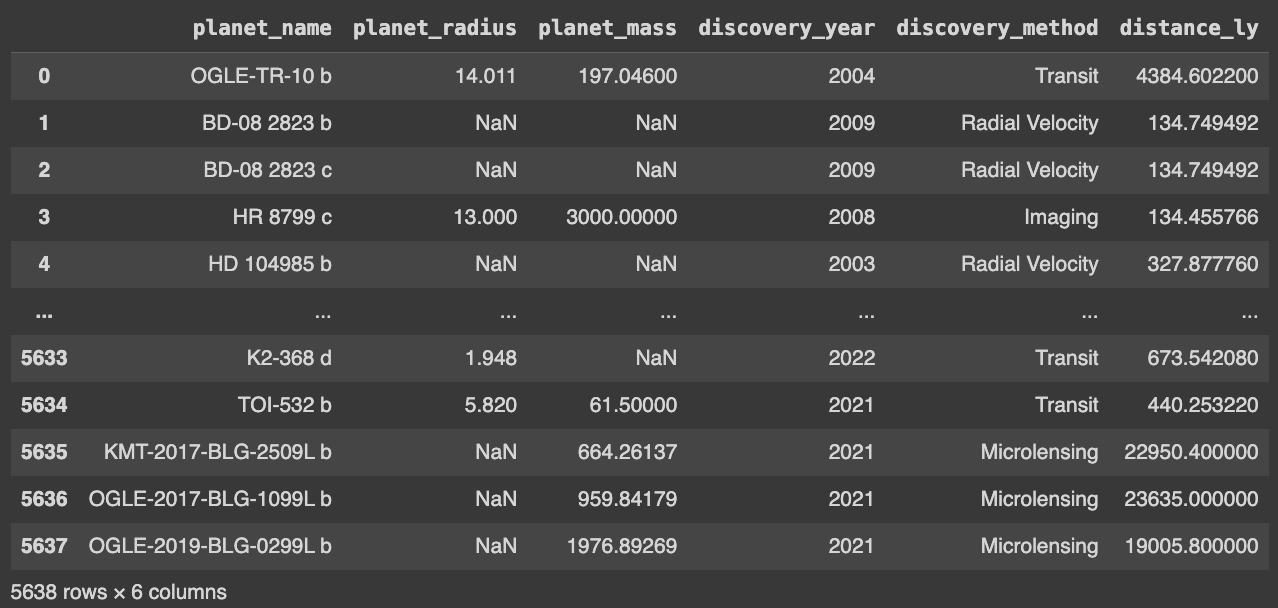 planet_name planet_radius planet_mass discovery_year discovery_method distance_ly
0 OGLE-TR-10 b 14.011 197.04600 2004 Transit 4384.602200
1 BD-08 2823 b NaN NaN 2009 Radial Velocity 134.749492
2 BD-08 2823 c NaN NaN 2009 Radial Velocity 134.749492
3 HR 8799 c 13.000 3000.00000 2008 Imaging 134.455766
4 HD 104985 b NaN NaN 2003 Radial Velocity 327.877760
... ... ... ... ... ... ...
5633 K2-368 d 1.948 NaN 2022 Transit 673.542080
5634 TOI-532 b 5.820 61.50000 2021 Transit 440.253220
5635 KMT-2017-BLG-2509L b NaN 664.26137 2021 Microlensing 22950.400000
5636 OGLE-2017-BLG-1099L b NaN 959.84179 2021 Microlensing 23635.000000
5637 OGLE-2019-BLG-0299L b NaN 1976.89269 2021 Microlensing 19005.800000
5638 rows × 6 columns